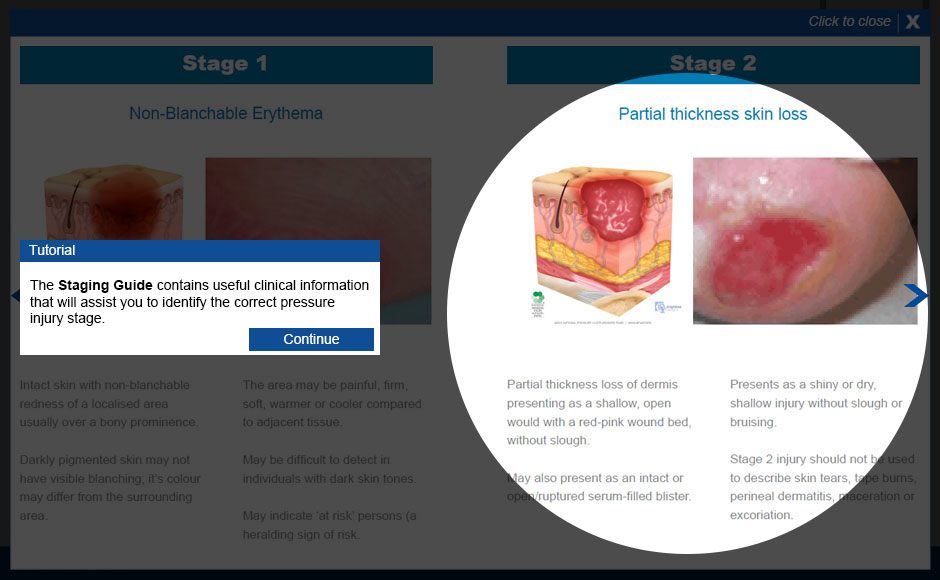 Click to close X
Stage 1
Non-Blanchable Erythema
Tutorial
The Staging Guide contains useful clinical information
that will assist you to identify the correct pressure
injury stage.
Continue
Intact skin with non-blanchable
redness of a localised area
usually over a bony prominence.
Darkly pigmented skin may not
have visible blanching; it's colour
may differ from the surrounding
area.
The area may be painful, firm,
soft, warmer or cooler compared
to adjacent tissue.
May be difficult to detect in
individuals with dark skin tones.
May indicate 'at risk' persons (a
heralding sign of risk.
Stage 2
Partial thickness skin loss
Partial thickness loss of dermis
presenting as a shallow, open
would with a red-pink wound bed,
without slough.
May also present as an intact or
open/ruptured serum-filled blister.
Presents as a shiny or dry,
shallow injury without slough or
bruising.
Stage 2 injury should not be used
to describe skin tears, tape burns,
perineal dermatitis, maceration or
excoriation.